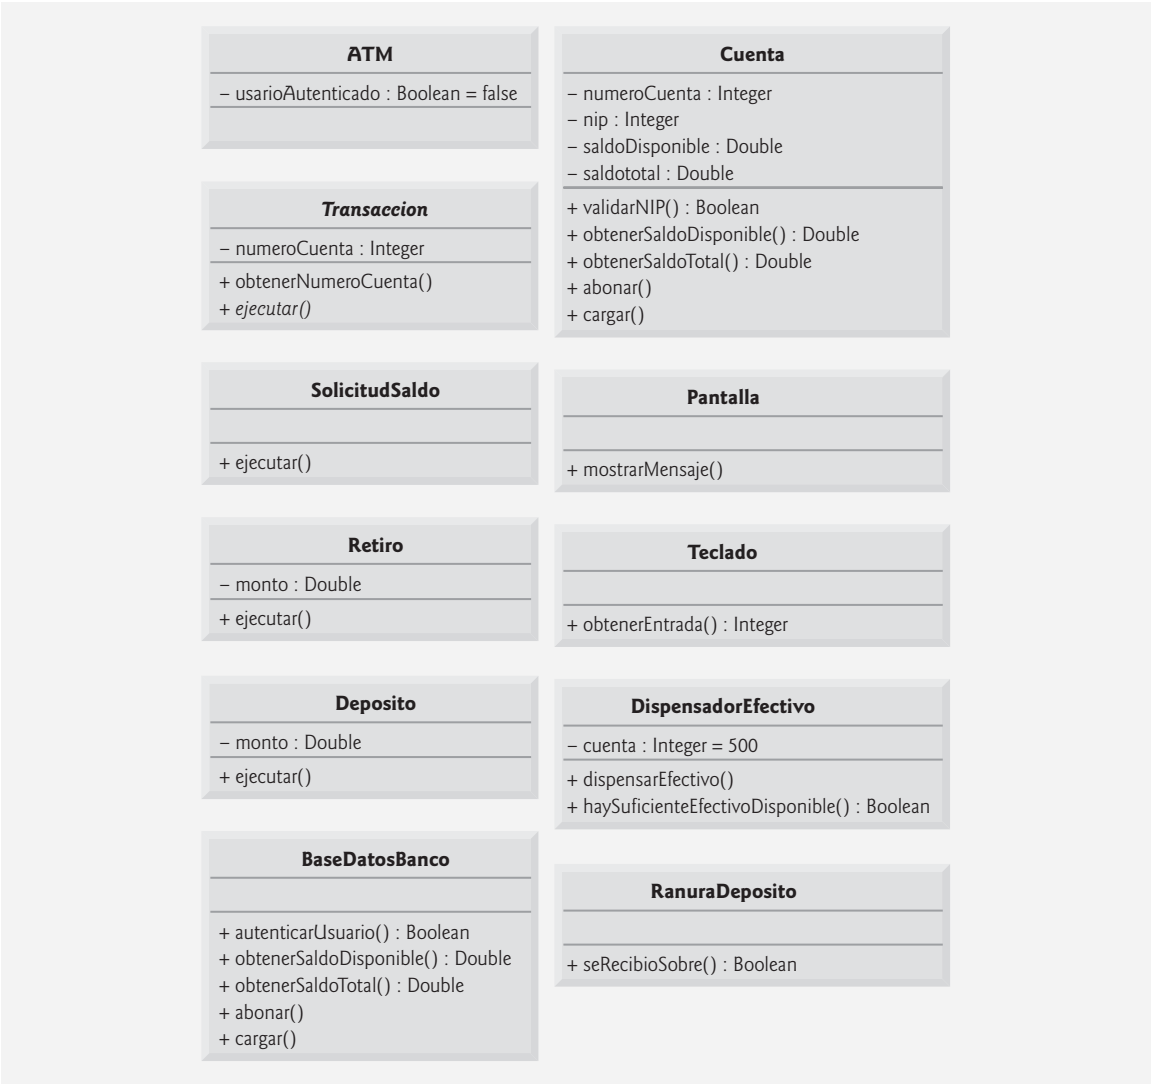 ATM
– usarioAutenticado : Boolean = false
Transaccion
– numeroCuenta : Integer
+ obtenerNumeroCuenta()
+ ejecutar()
SolicitudSaldo
+ ejecutar()
Retiro
– monto : Double
+ ejecutar()
Deposito
– monto : Double
+ ejecutar()
BaseDatosBanco
+ autenticarUsuario() : Boolean
+ obtenerSaldoDisponible() : Double
+ obtenerSaldoTotal() : Double
+ abonar()
+ cargar()
Cuenta
– numeroCuenta : Integer
– nip : Integer
– saldoDisponible : Double
– saldototal : Double
+ validarNIP() : Boolean
+ obtenerSaldoDisponible() : Double
+ obtenerSaldoTotal() : Double
+ abonar()
+ cargar()
Pantalla
+ mostrarMensaje()
Teclado
+ obtenerEntrada() : Integer
DispensadorEfectivo
– cuenta : Integer = 500
+ dispensarEfectivo()
+ haySuficienteEfectivoDisponible() : Boolean
RanuraDeposito
+ seRecibioSobre() : Boolean